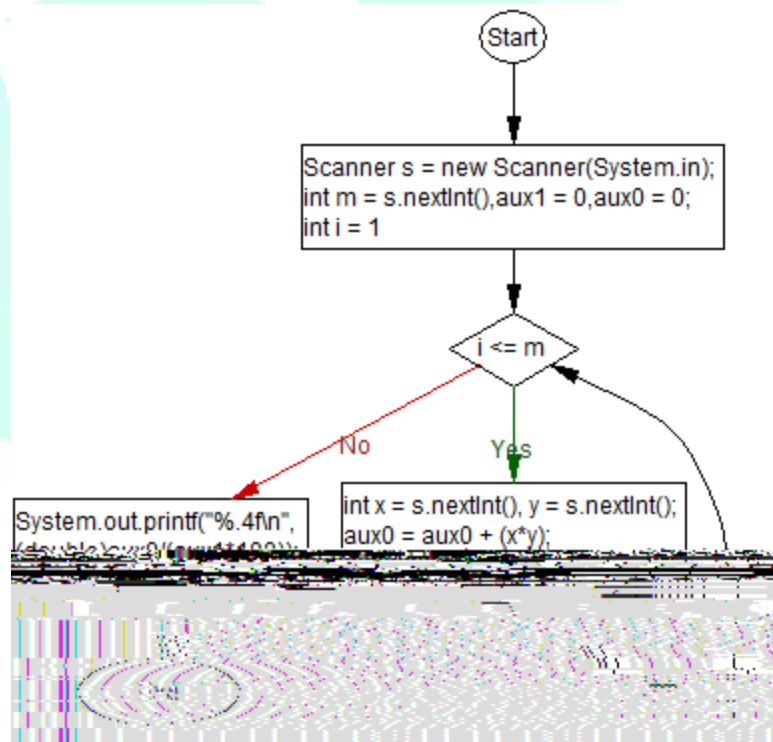 Start
Scanner s = new Scanner(System.in);
int m = s.nextInt(),aux1 = 0,aux0 = 0;
int i = 1
i <= m
No
Yes
System.out.printf("%.4f\n",
int x = s.nextInt(), y = s.nextInt();
aux0 = aux0 + (x*y);